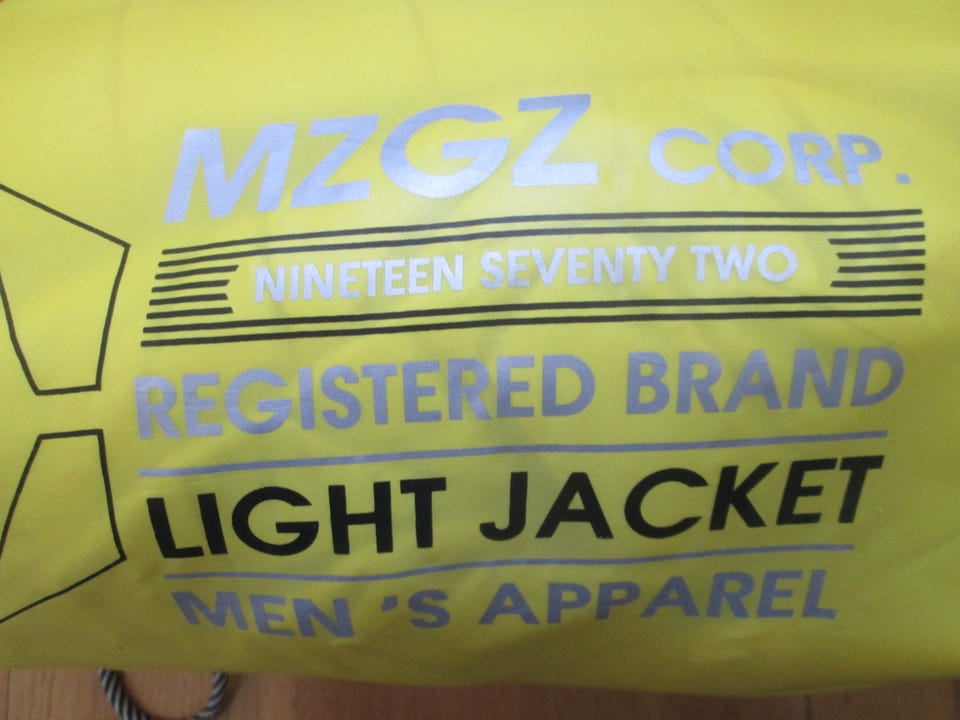 MZGZ CORP.
NINETEEN SEVENTY TWO
REGISTERED BRAND
LIGHT JACKET
MEN 'S APPAREL